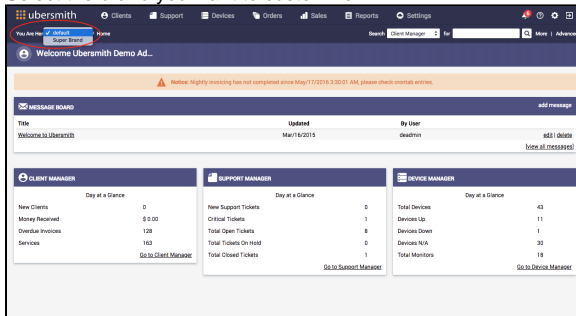 ubersmith Clients Support Devices Orders Sales Reports Settings
You Are Here default Home Search Client Manager for More | Advance
Super Brand
Welcome Ubersmith Demo Ad...
Notice: Nightly invoicing has not completed since May/17/2016 3:30:01 AM, please check crontab entries.
MESSAGE BOARD add message
Title Updated By User
Welcome to Ubersmith Mar/16/2015 deadmin edit | delete
[view all messages]
CLIENT MANAGER
Day at a Glance
New Clients 0
Money Received $ 0.00
Overdue Invoices 128
Services 163
Go to Client Manager
SUPPORT MANAGER
Day at a Glance
New Support Tickets 0
Critical Tickets 1
Total Open Tickets 8
Total Tickets On Hold 0
Total Closed Tickets 1
Go to Support Manager
DEVICE MANAGER
Day at a Glance
Total Devices 43
Devices Up 11
Devices Down 1
Devices N/A 30
Total Monitors 18
Go to Device Manager